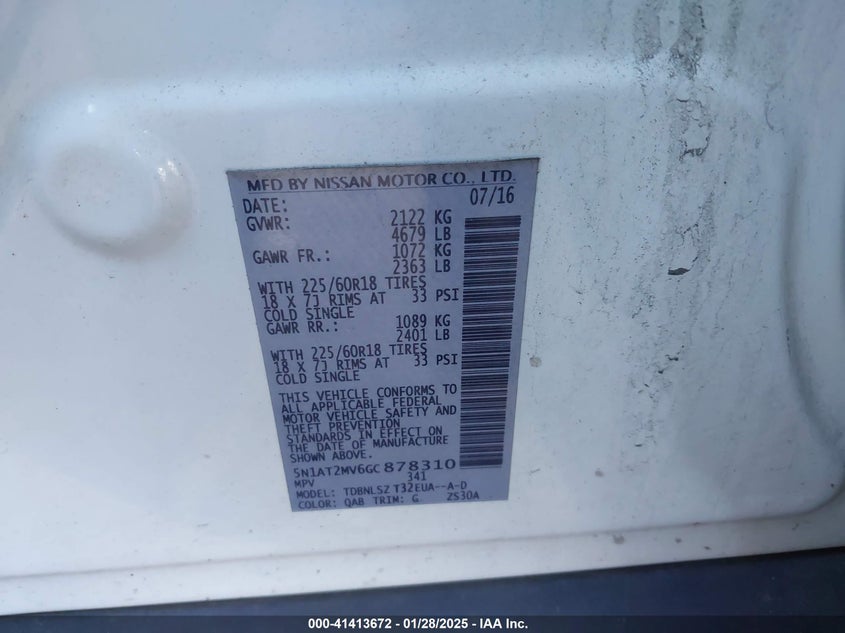 MFD BY NISSAN MOTOR CO., LTD.
DATE: 07/16
GVWR: 2122 KG
4679 LB
GAWR FR.: 1072 KG
2363 LB
WITH 225/60R18 TIRES
18 X 7J RIMS AT 33 PSI
COLD SINGLE
GAWR RR.: 1089 KG
2401 LB
WITH 225/60R18 TIRES
18 X 7J RIMS AT 33 PSI
COLD SINGLE
THIS VEHICLE CONFORMS TO
ALL APPLICABLE FEDERAL
MOTOR VEHICLE SAFETY AND
THEFT PREVENTION
STANDARDS IN EFFECT ON
THE DATE OF MANUFACTURE
SHOWN ABOVE.
5N1AT2MV6GC878310
MPV 341
MODEL: TDBNLSZ T32EUA--A-D
COLOR: QAB TRIM: G 2S30A
000-41413672 - 01/28/2025 - IAA Inc.